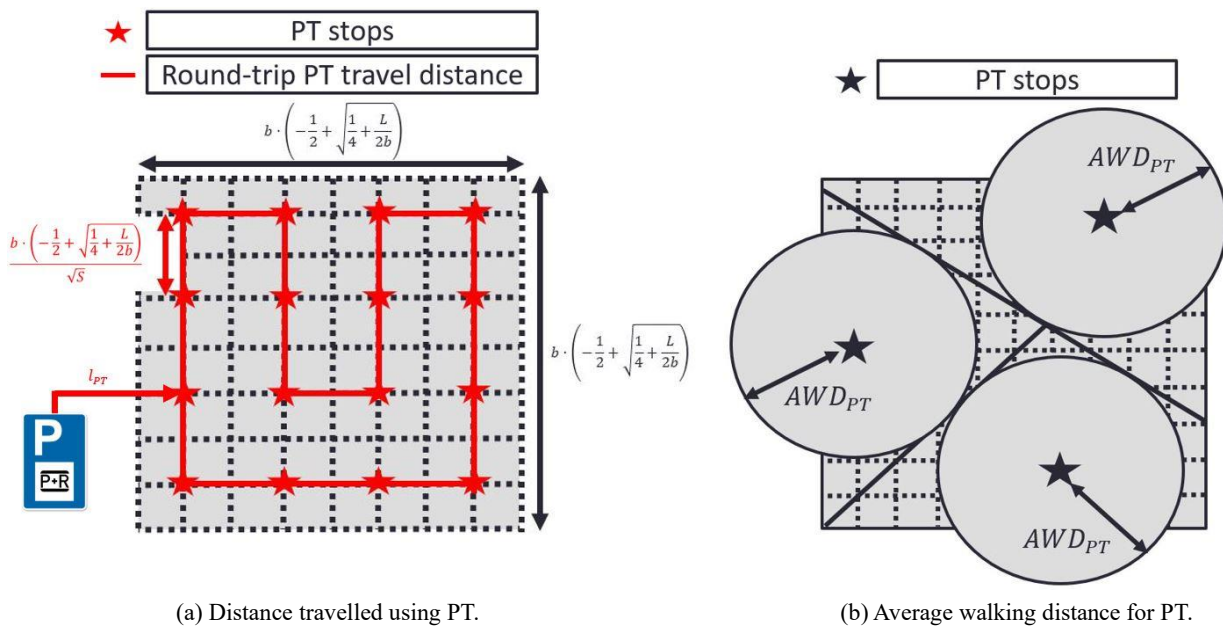 PT stops
Round-trip PT travel distance
b · (−1/2 + √(1/4 + L/2b))
b · (−1/2 + √(1/4 + L/2b)) / √S
l_PT
P
P+R
b · (−1/2 + √(1/4 + L/2b))
(a) Distance travelled using PT.
PT stops
AWD_PT
AWD_PT
AWD_PT
(b) Average walking distance for PT.